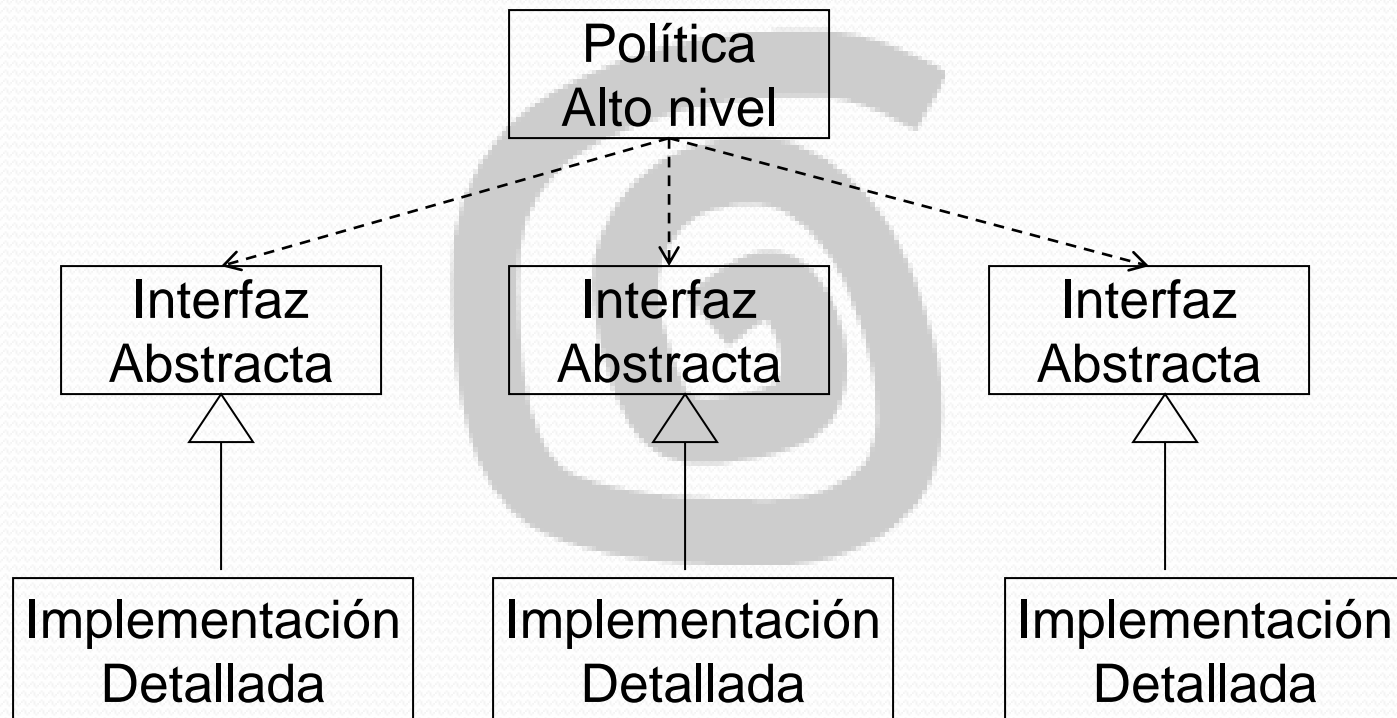 Política
Alto nivel
Interfaz
Abstracta
Interfaz
Abstracta
Interfaz
Abstracta
Implementación
Detallada
Implementación
Detallada
Implementación
Detallada